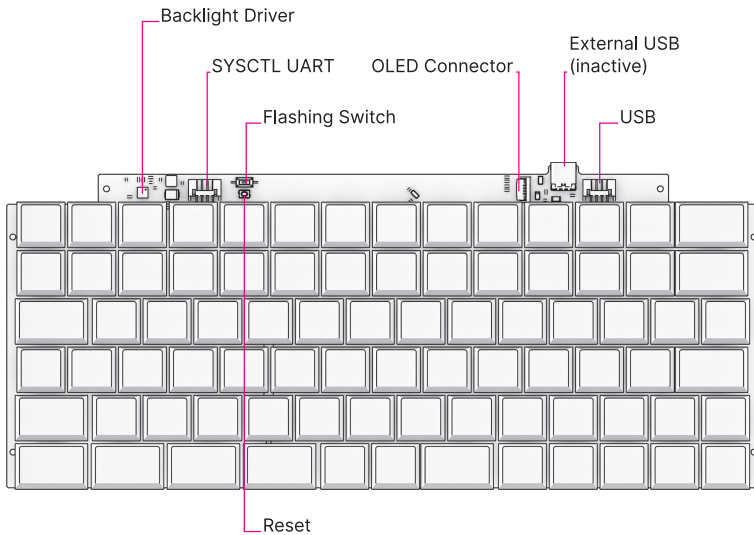 Backlight Driver
SYSCTL UART
OLED Connector
External USB
(inactive)
Flashing Switch
USB
Reset